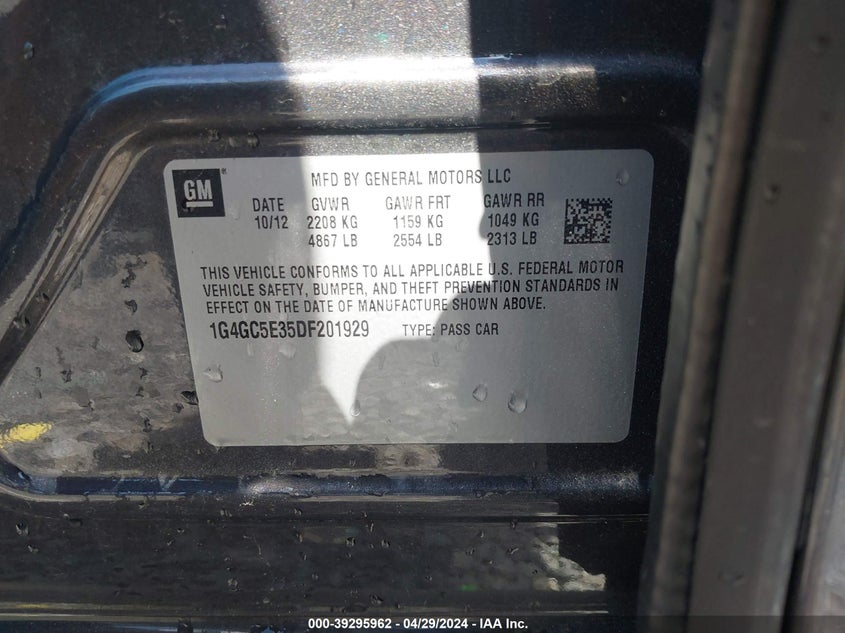 GM
MFD BY GENERAL MOTORS LLC
DATE GVWR GAWR FRT GAWR RR
10/12 2208 KG 1159 KG 1049 KG
4867 LB 2554 LB 2313 LB
THIS VEHICLE CONFORMS TO ALL APPLICABLE U.S. FEDERAL MOTOR
VEHICLE SAFETY, BUMPER, AND THEFT PREVENTION STANDARDS IN
EFFECT ON THE DATE OF MANUFACTURE SHOWN ABOVE.
1G4GC5E35DF201929 TYPE: PASS CAR
000-39295962 - 04/29/2024 - IAA Inc.